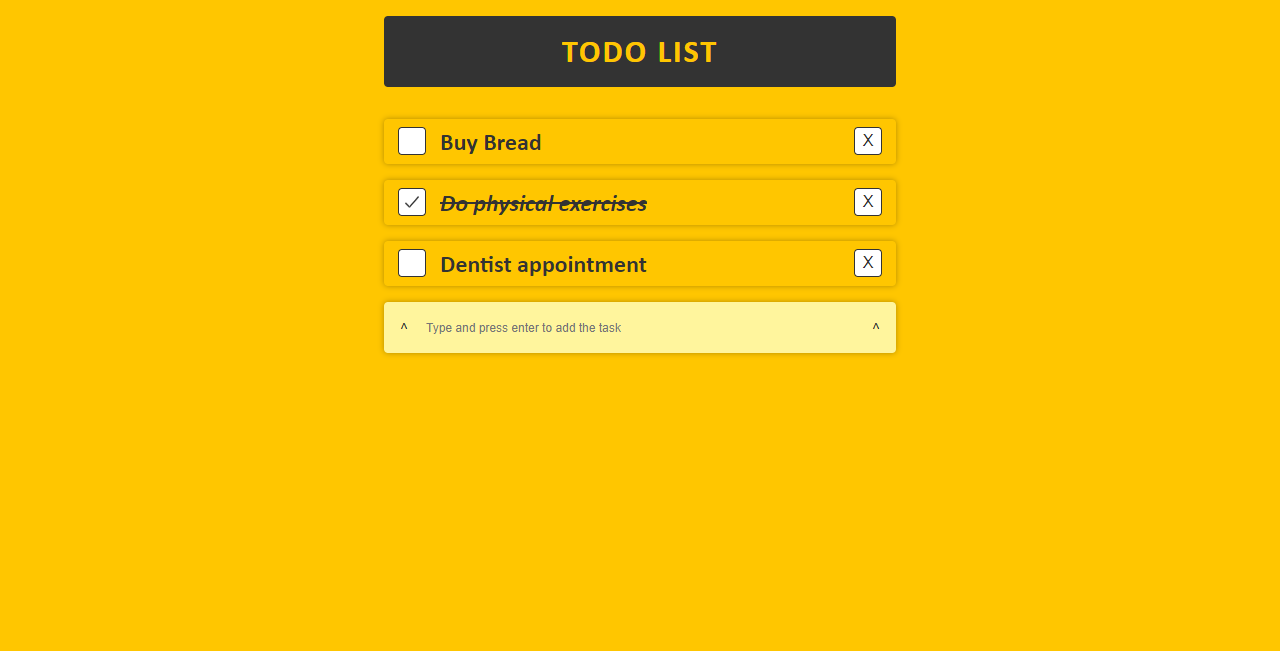 TODO LIST
Buy Bread X
Do physical exercises X
Dentist appointment X
^ Type and press enter to add the task ^